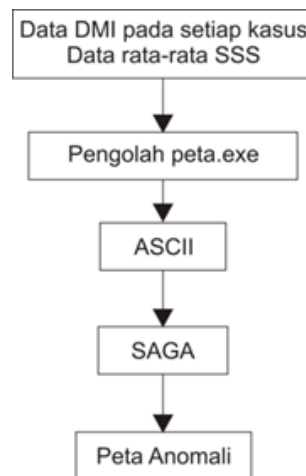 Data DMI pada setiap kasus
Data rata-rata SSS
Pengolah peta.exe
ASCII
SAGA
Peta Anomali